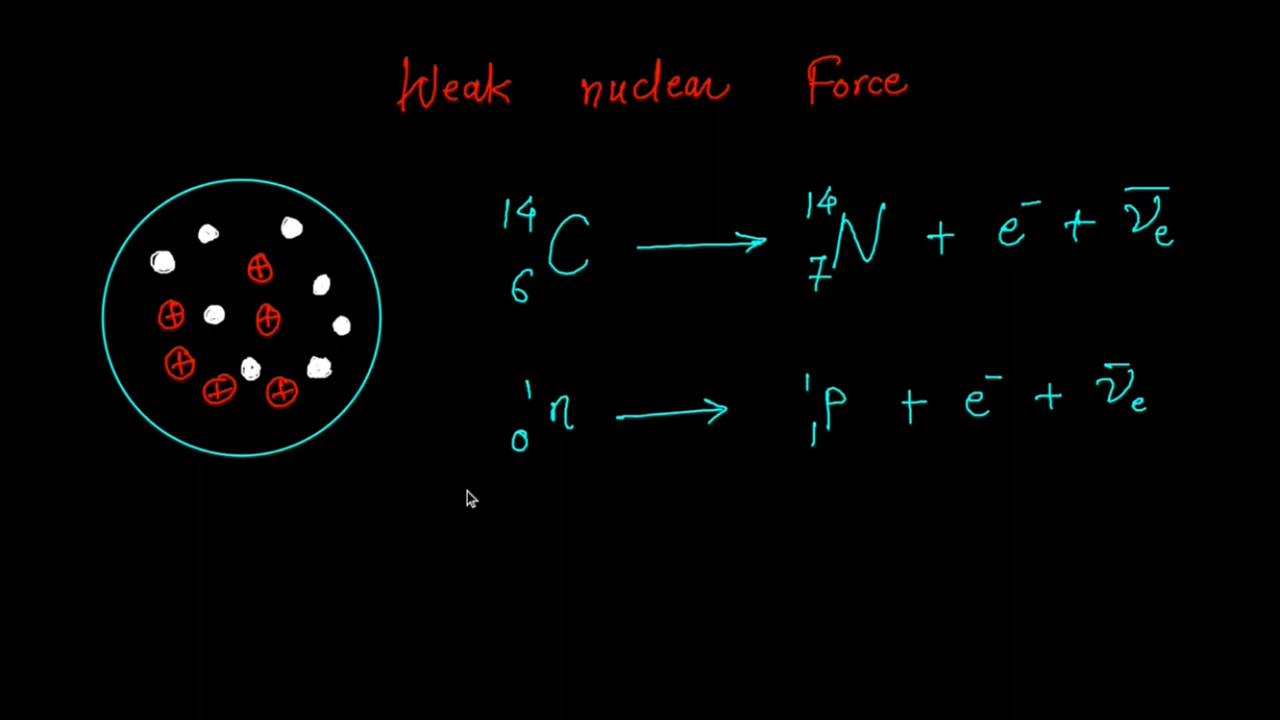 Weak nuclear Force
¹⁴₆C → ¹⁴₇N + e⁻ + ν̅ₑ
¹₀n → ¹₁P + e⁻ + ν̅ₑ